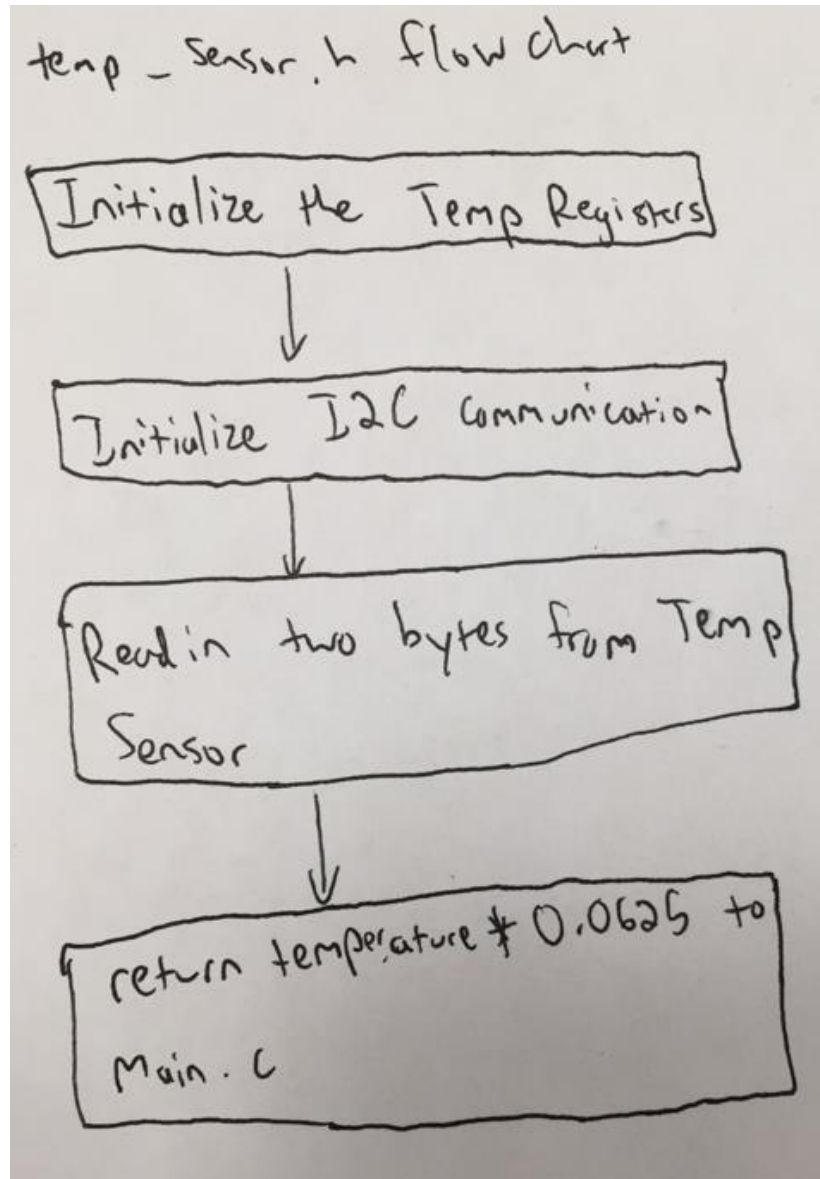 temp_sensor.h flow chart
Initialize the Temp Registers
Initialize I2C Communication
Read in two bytes from Temp
Sensor
return temperature * 0.0625 to
Main.c